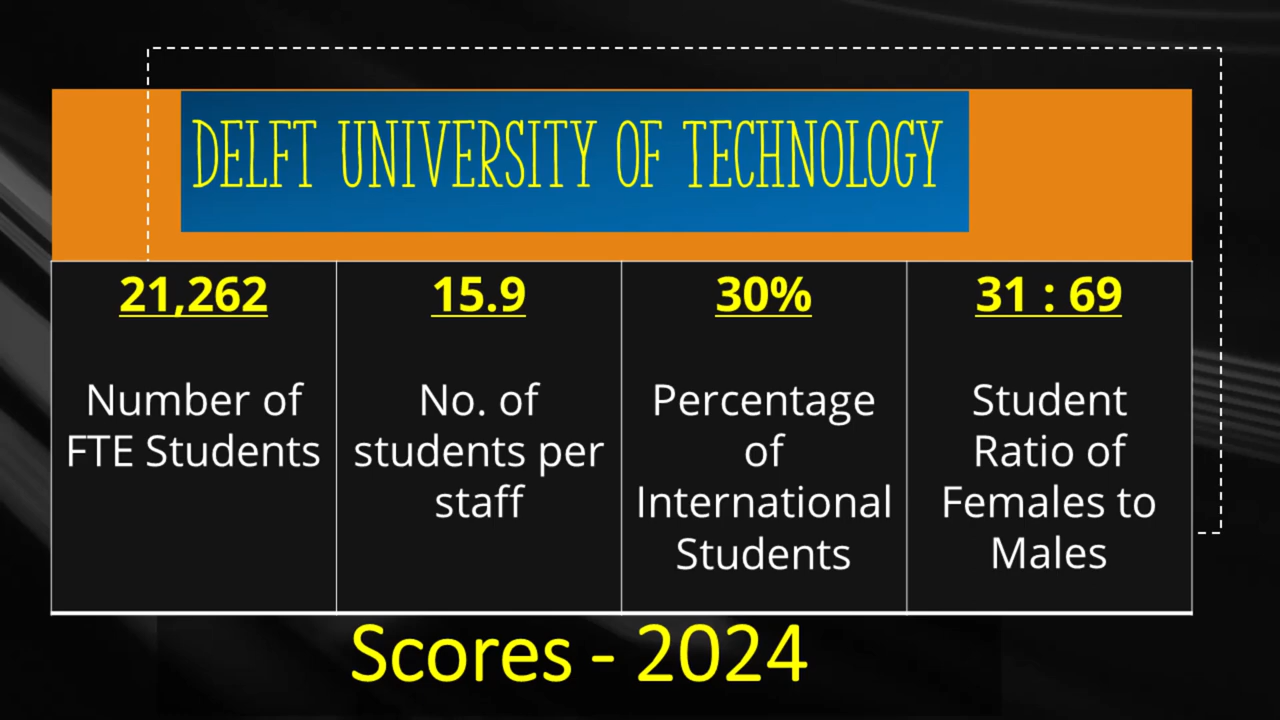 DELFT UNIVERSITY OF TECHNOLOGY
21,262
Number of
FTE Students
15.9
No. of
students per
staff
30%
Percentage
of
International
Students
31 : 69
Student
Ratio of
Females to
Males
Scores - 2024